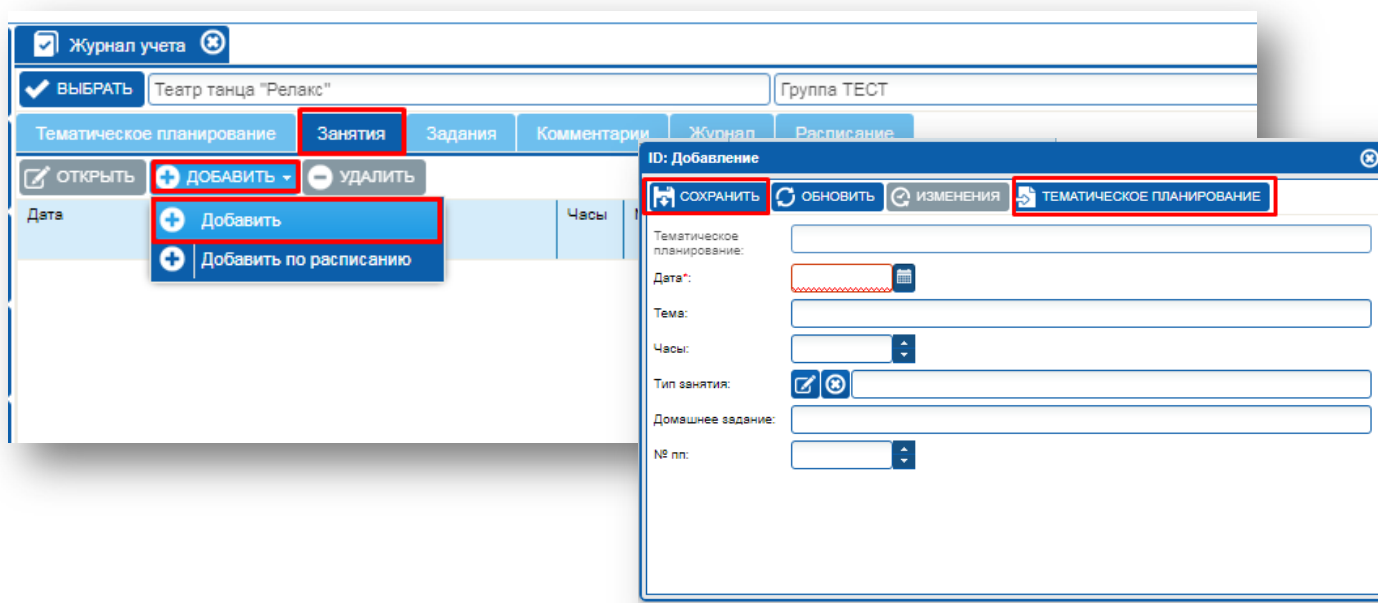 Журнал учета
ВЫБРАТЬ Театр танца "Релакс" Группа ТЕСТ
Тематическое планирование Занятия Задания Комментарии Журнал Расписание
ОТКРЫТЬ ДОБАВИТЬ УДАЛИТЬ
Дата Часы
Добавить
Добавить по расписанию
ID: Добавление
СОХРАНИТЬ ОБНОВИТЬ ИЗМЕНЕНИЯ ТЕМАТИЧЕСКОЕ ПЛАНИРОВАНИЕ
Тематическое
планирование:
Дата*:
Тема:
Часы:
Тип занятия:
Домашнее задание:
№ пп: